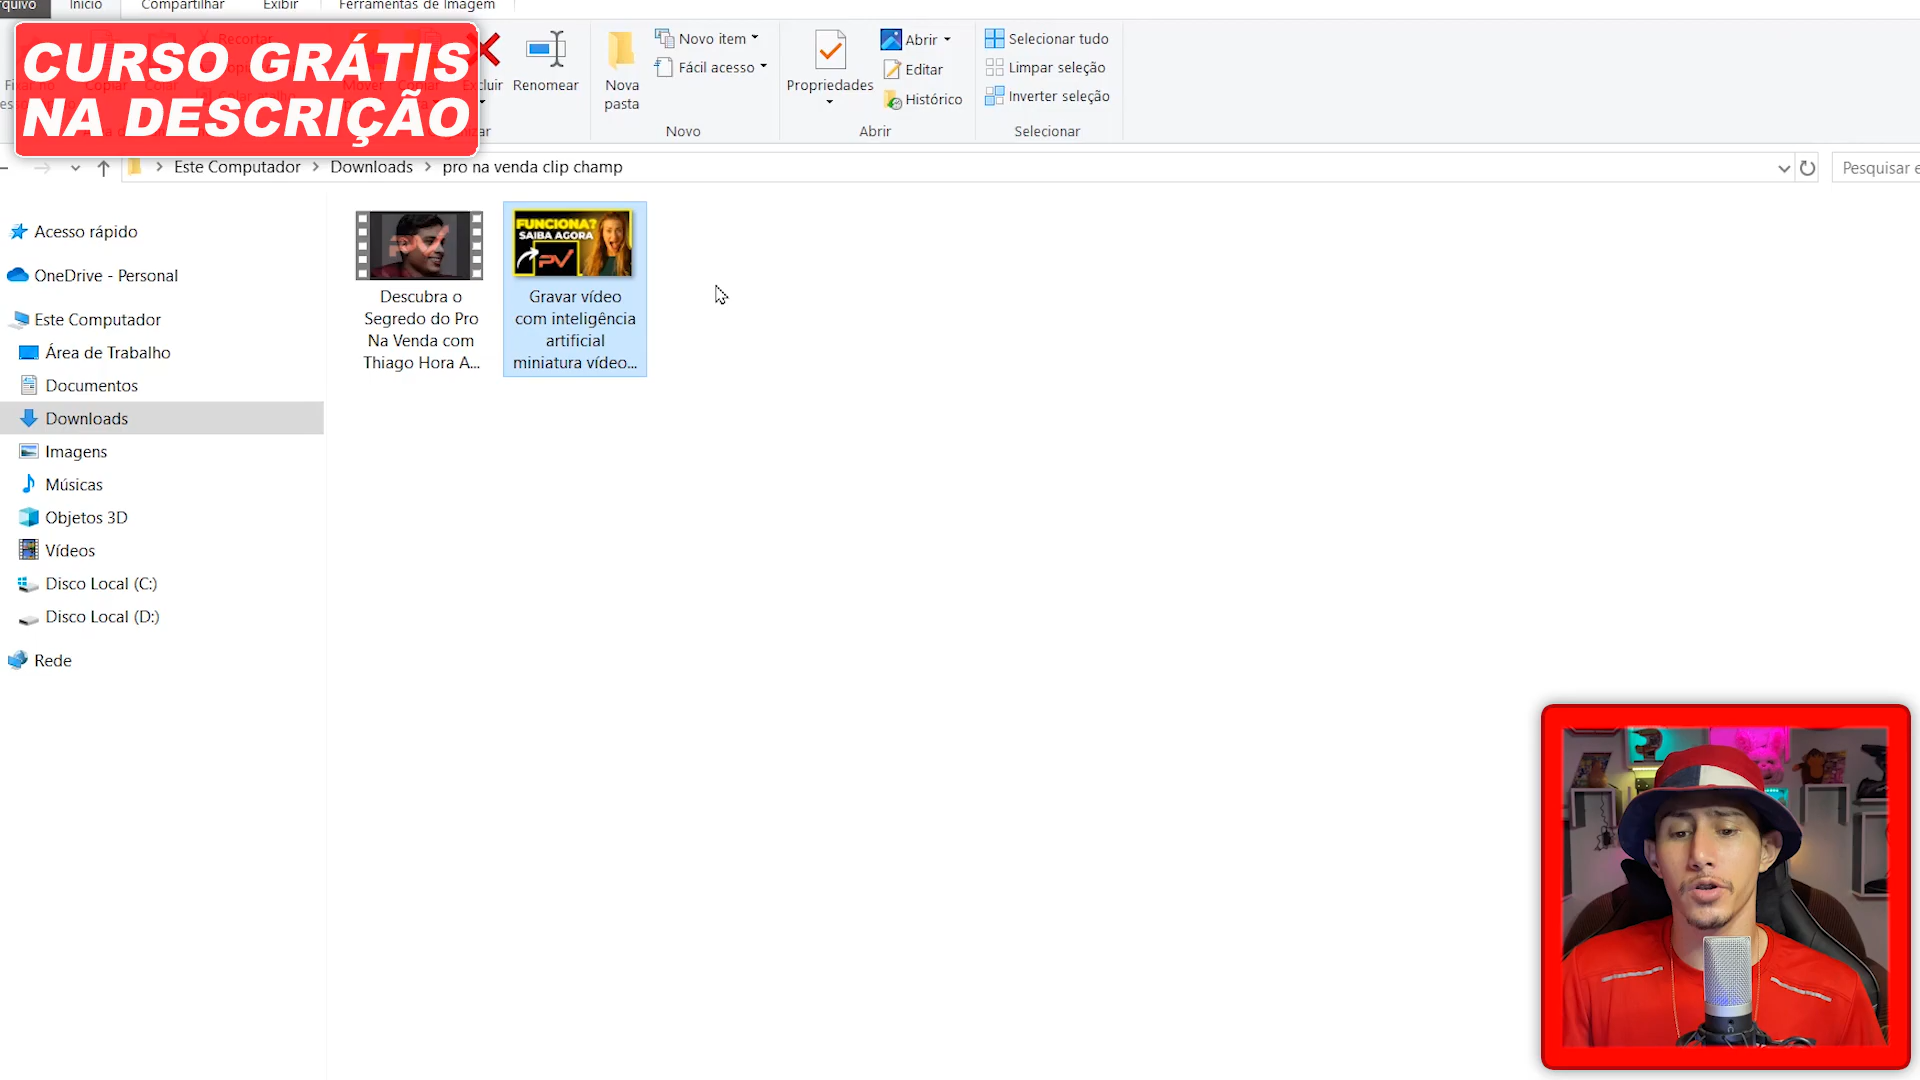 Início
Compartilhar
Exibir
Ferramentas de Imagem
CURSO GRÁTIS
NA DESCRIÇÃO
Renomear
Nova
pasta
Novo item
Fácil acesso
Novo
Propriedades
Abrir
Editar
Histórico
Abrir
Selecionar tudo
Limpar seleção
Inverter seleção
Selecionar
Este Computador
Downloads
pro na venda clip champ
Pesquisar e
Acesso rápido
OneDrive - Personal
Este Computador
Área de Trabalho
Documentos
Downloads
Imagens
Músicas
Objetos 3D
Vídeos
Disco Local (C:)
Disco Local (D:)
Rede
Descubra o
Segredo do Pro
Na Venda com
Thiago Hora A...
FUNCIONA?
SAIBA AGORA
PV
Gravar vídeo
com inteligência
artificial
miniatura vídeo...